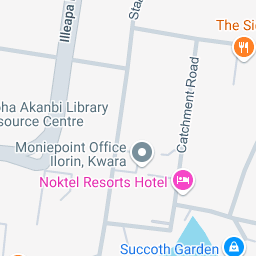 Illeapa
Sta
The Si
Catchment Road
oha Akanbi Library
source Centre
Moniepoint Office
Ilorin, Kwara
Noktel Resorts Hotel
Succoth Garden